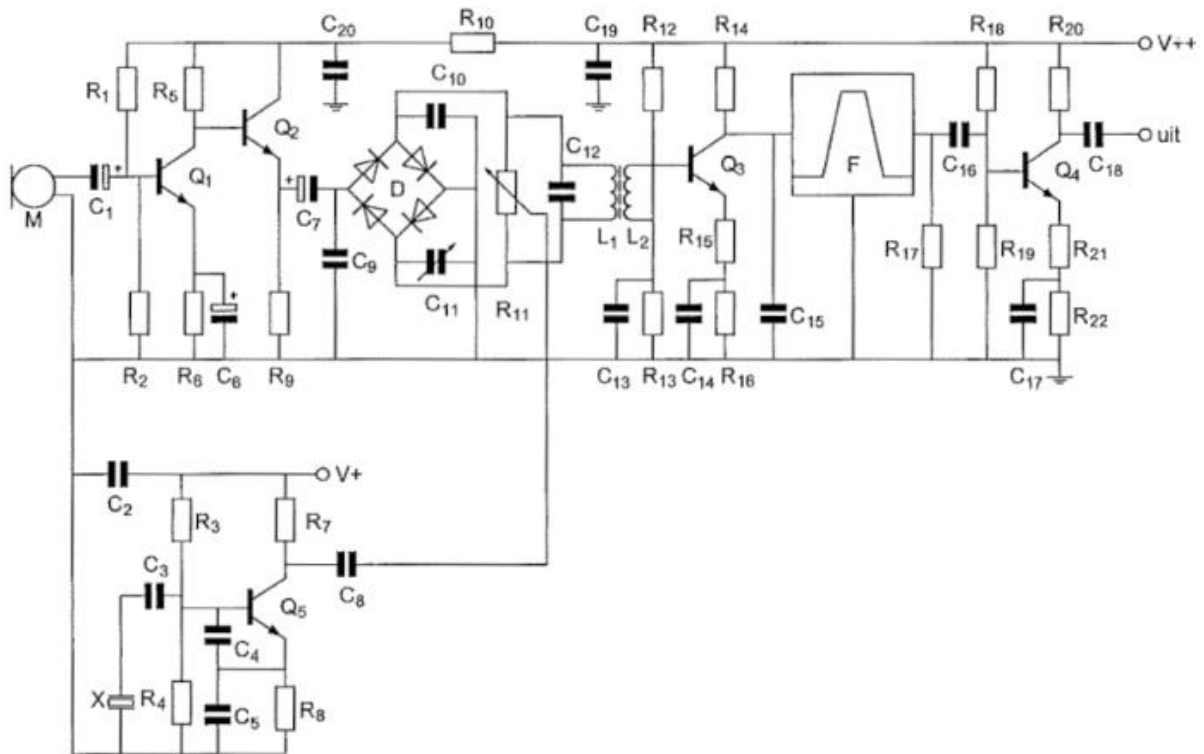 C20 R10 C19 R12 R14 R18 R20
V++
R1 R5 C10
Q2
C12 Q3 F C16 Q4 C18 uit
+ Q1 D
M C1 + C7 L1 L2 R15 R17 R19 R21
C9
+ C11 R11 C15 R22
R2 R6 C6 R9 C13 R13 C14 R16 C17
V+
C2 R3 R7
C3 C8
Q5
C4
X R4 C5 R8